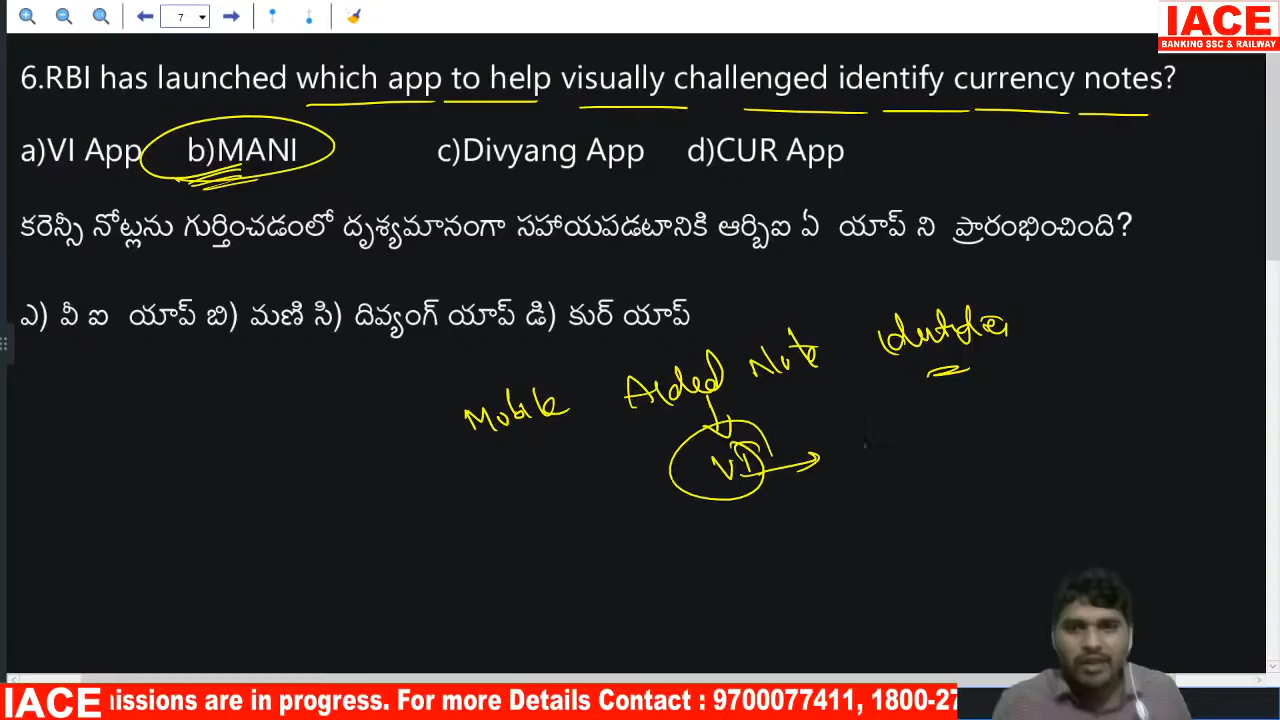 7
IACE
BANKING SSC & RAILWAY
6.RBI has launched which app to help visually challenged identify currency notes?
a)VI App b)MANI c)Divyang App d)CUR App
కరెన్సీ నోట్లను గుర్తించడంలో దృశ్యమానంగా సహాయపడటానికి ఆర్బిఐ ఏ యాప్ ని ప్రారంభించింది?
ఎ) వీ ఐ యాప్ బి) మణి సి) దివ్యంగ్ యాప్ డి) కుర్ యాప్
Mobile Aided Note Identifier
VI
IACE missions are in progress. For more Details Contact : 9700077411, 1800-27